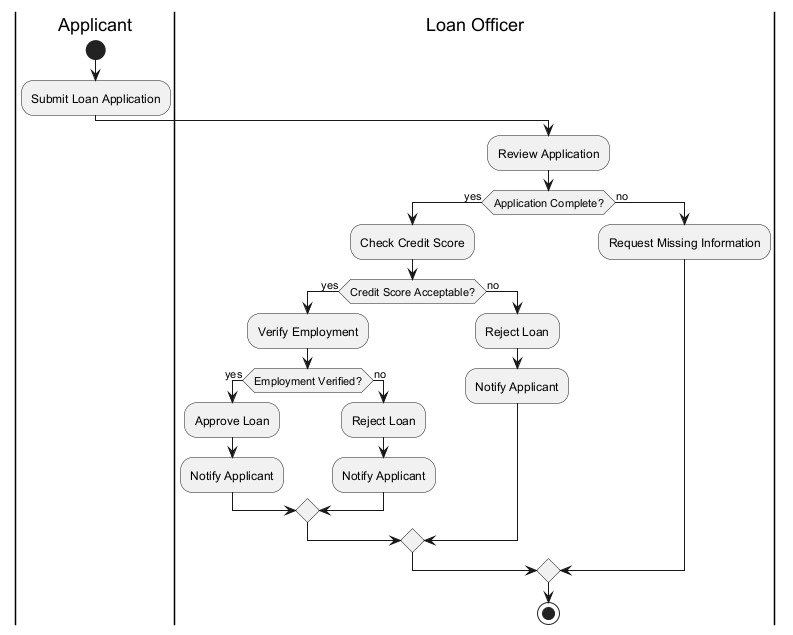 Applicant
Loan Officer
Submit Loan Application
Review Application
yes
Application Complete?
no
Check Credit Score
Request Missing Information
yes
Credit Score Acceptable?
no
Verify Employment
Reject Loan
yes
Employment Verified?
no
Notify Applicant
Approve Loan
Reject Loan
Notify Applicant
Notify Applicant